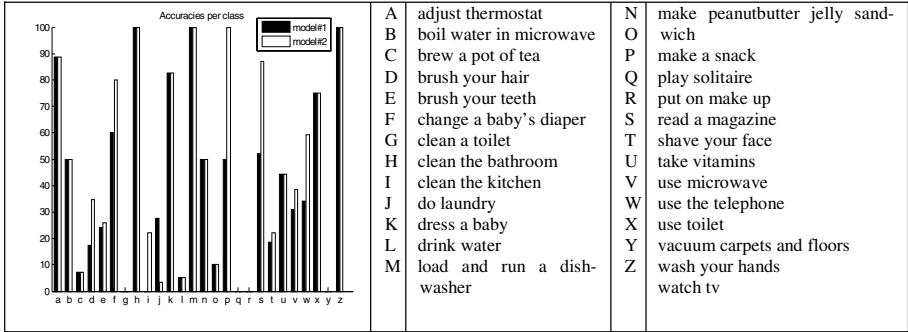 Accuracies per class
model#1
model#2
100
90
80
70
60
50
40
30
20
10
0
a b c d e f g h i j k l m n o p q r s t u v w x y z
A adjust thermostat
B boil water in microwave
C brew a pot of tea
D brush your hair
E brush your teeth
F change a baby's diaper
G clean a toilet
H clean the bathroom
I clean the kitchen
J do laundry
K dress a baby
L drink water
M load and run a dish-
washer
N make peanutbutter jelly sand-
O wich
P make a snack
Q play solitaire
R put on make up
S read a magazine
T shave your face
U take vitamins
V use microwave
W use the telephone
X use toilet
Y vacuum carpets and floors
Z wash your hands
watch tv